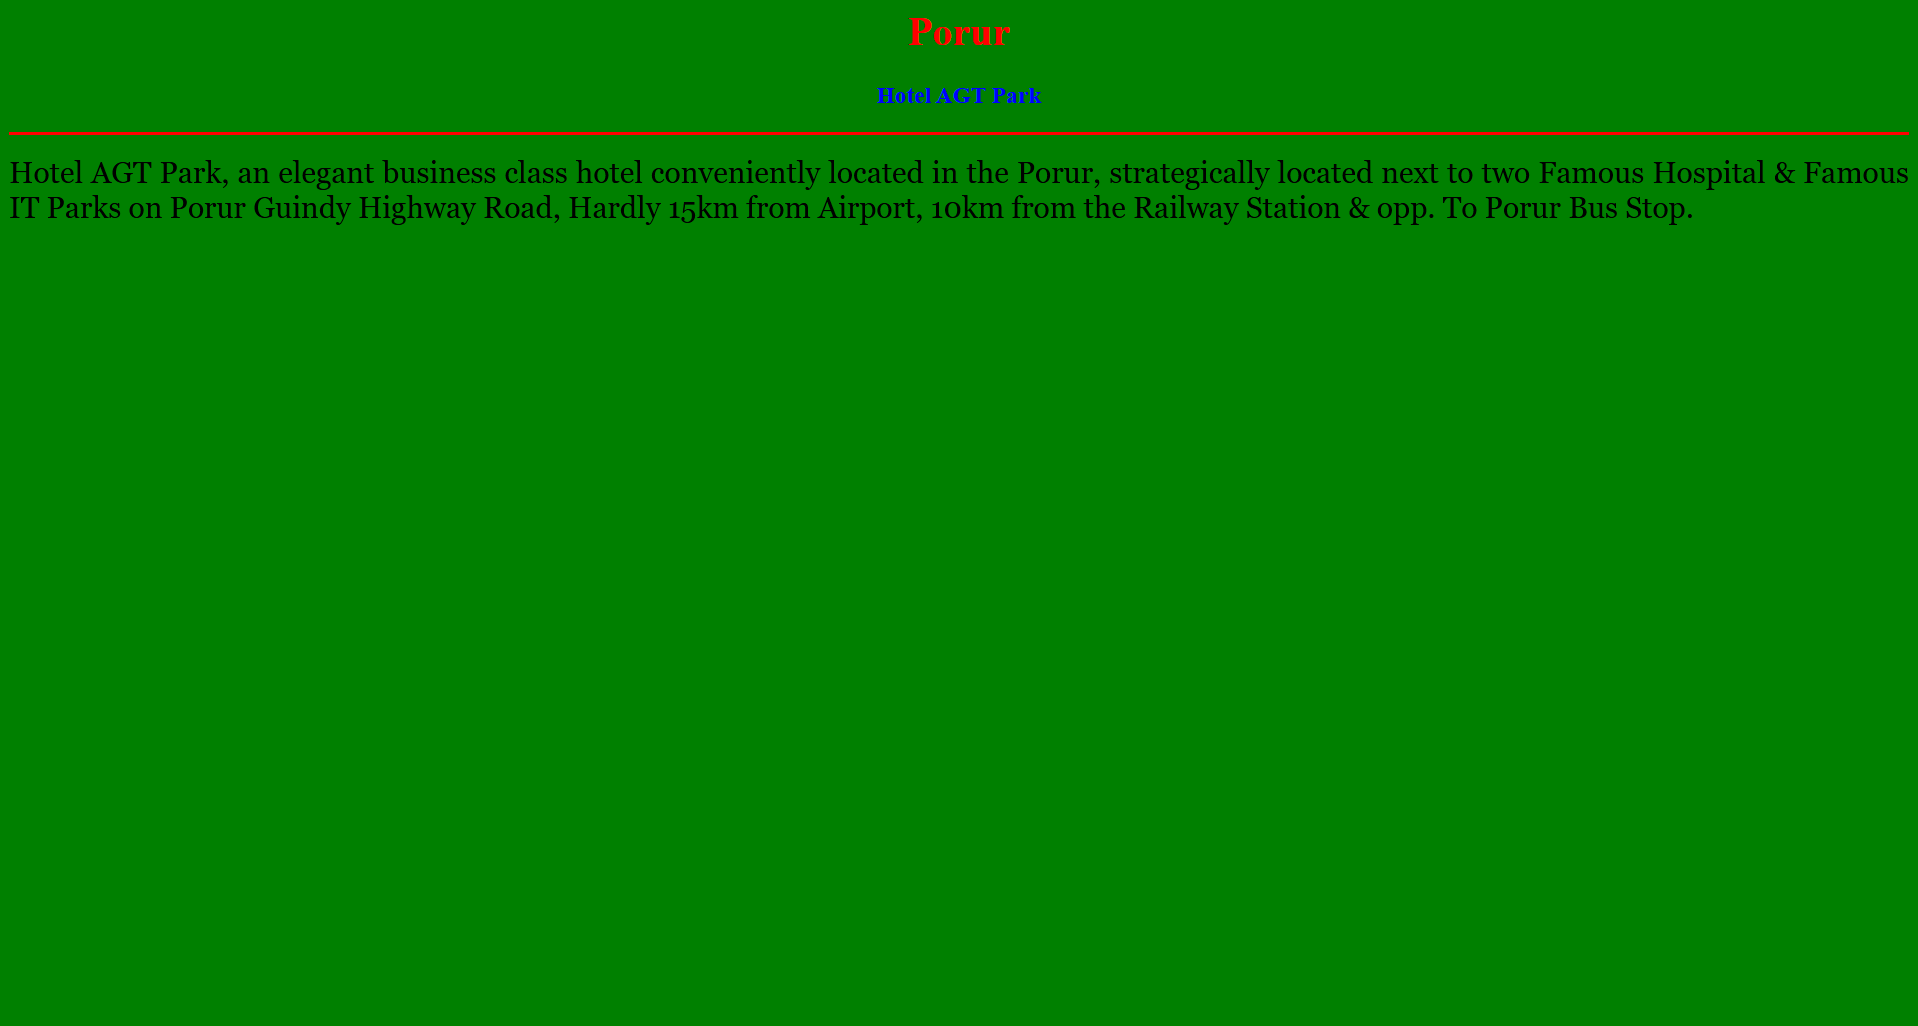 Porur
Hotel AGT Park
Hotel AGT Park, an elegant business class hotel conveniently located in the Porur, strategically located next to two Famous Hospital & Famous
IT Parks on Porur Guindy Highway Road, Hardly 15km from Airport, 10km from the Railway Station & opp. To Porur Bus Stop.